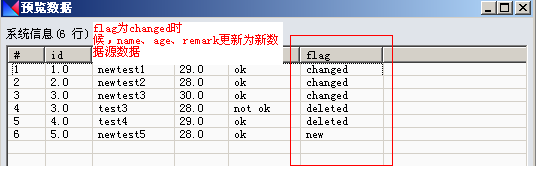 预览数据
系统信息(6 行)
flag为changed时
候，name、age、remark更新为新数
据源数据
# id flag
1 1.0 newtest1 29.0 ok changed
2 2.0 newtest2 28.0 ok changed
3 3.0 newtest3 30.0 ok changed
4 3.0 test3 28.0 not ok deleted
5 4.0 test4 29.0 ok deleted
6 5.0 newtest5 28.0 ok new